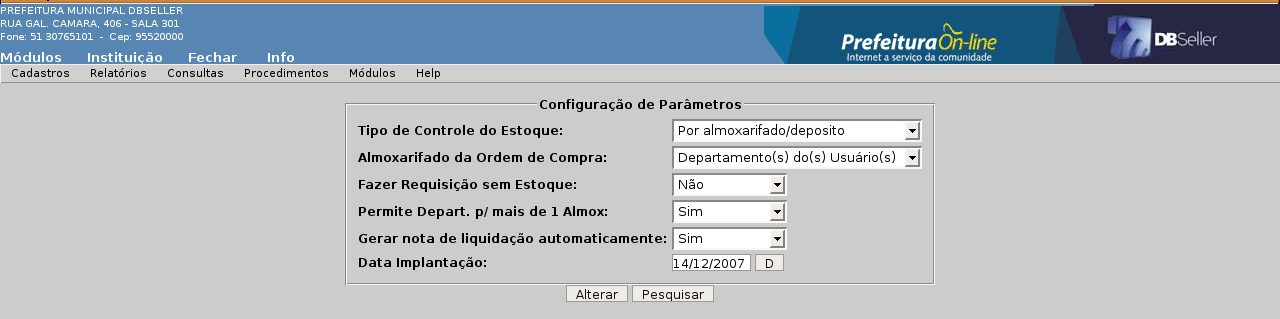 PREFEITURA MUNICIPAL DBSELLER
RUA GAL. CAMARA, 406 - SALA 301
Fone: 51 30765101 - Cep: 95520000
Módulos Instituição Fechar Info
Prefeitura On-line
Internet a serviço da comunidade
DBSeller
Cadastros Relatórios Consultas Procedimentos Módulos Help
Configuração de Parâmetros
Tipo de Controle do Estoque: Por almoxarifado/deposito
Almoxarifado da Ordem de Compra: Departamento(s) do(s) Usuário(s)
Fazer Requisição sem Estoque: Não
Permite Depart. p/ mais de 1 Almox: Sim
Gerar nota de liquidação automaticamente: Sim
Data Implantação: 14/12/2007 D
Alterar Pesquisar